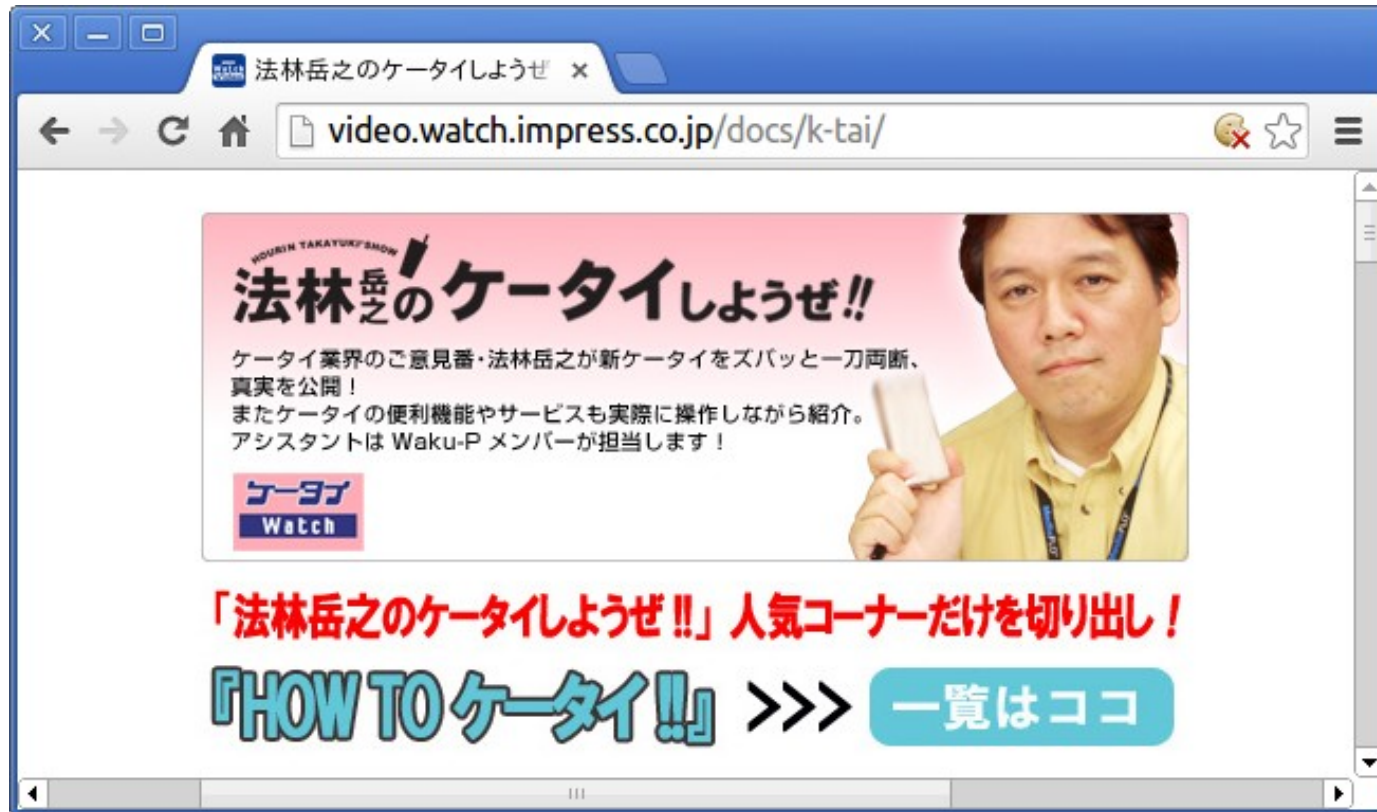 法林岳之のケータイしようぜ
video.watch.impress.co.jp/docs/k-tai/
HOURIN TAKAYUKI'SHOW
法林岳之のケータイしようぜ!!
ケータイ業界のご意見番・法林岳之が新ケータイをズバッと一刀両断、
真実を公開！
またケータイの便利機能やサービスも実際に操作しながら紹介。
アシスタントは Waku-P メンバーが担当します！
ケータイ
Watch
「法林岳之のケータイしようぜ!!」人気コーナーだけを切り出し！
『HOW TO ケータイ!!』 >>> 一覧はココ